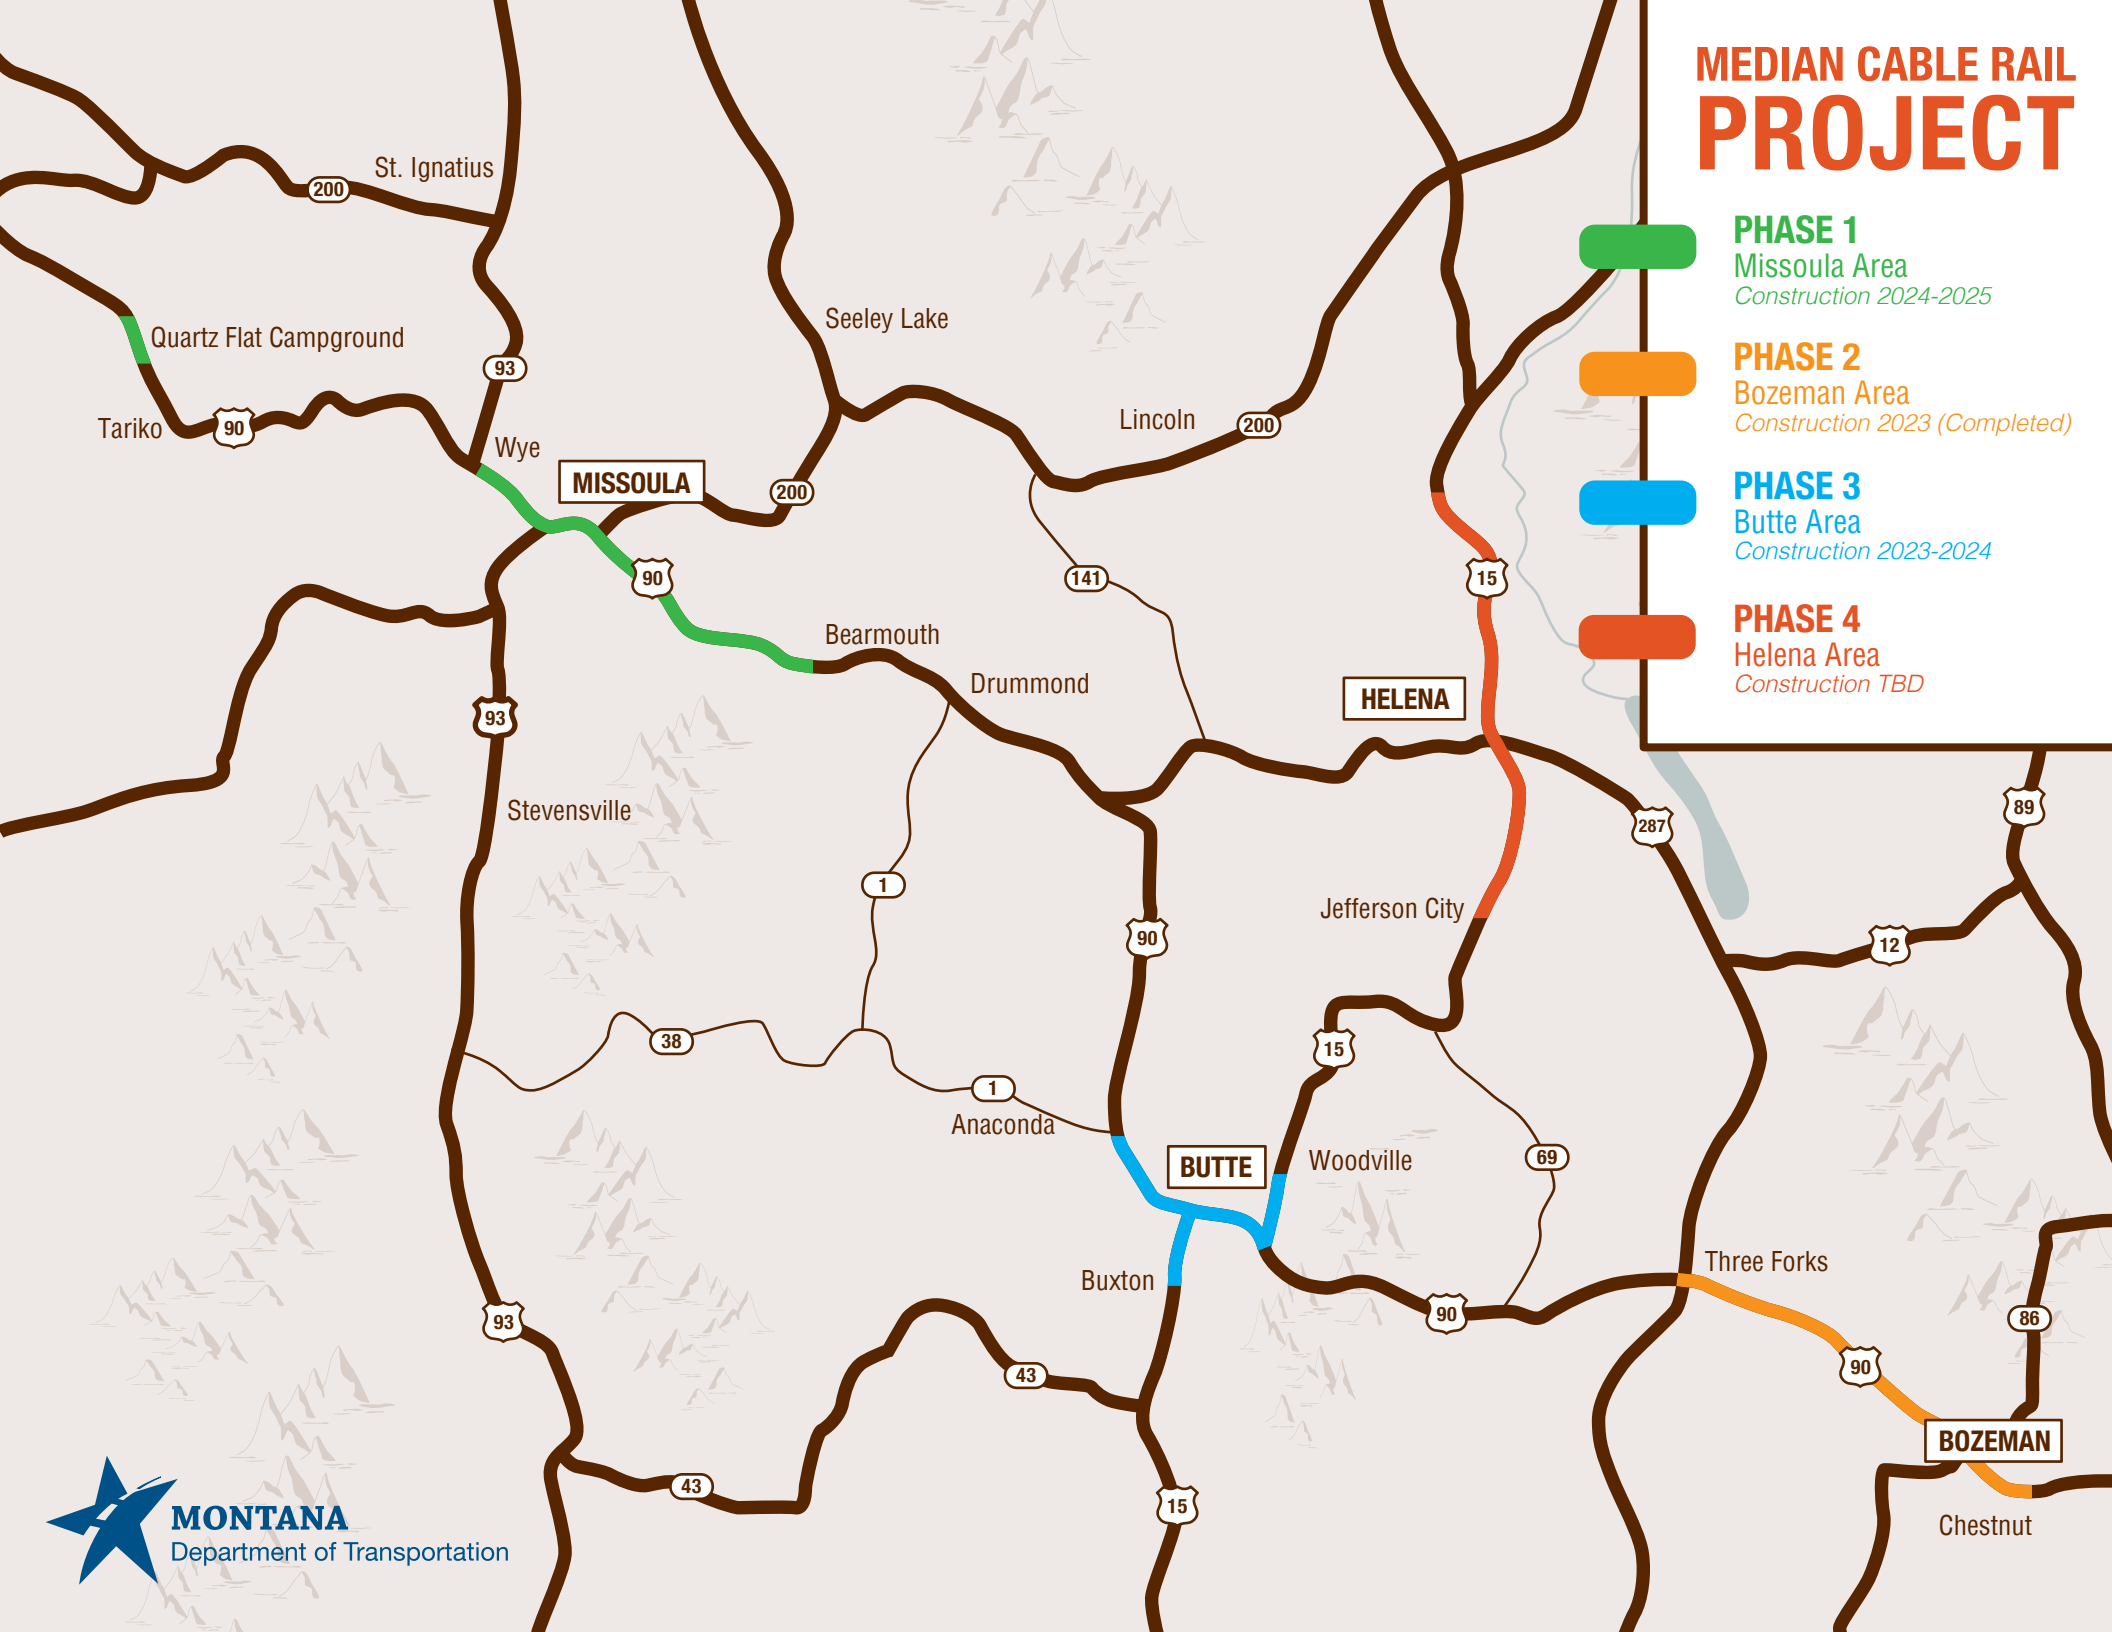 MEDIAN CABLE RAIL
PROJECT
PHASE 1
Missoula Area
Construction 2024-2025
PHASE 2
Bozeman Area
Construction 2023 (Completed)
PHASE 3
Butte Area
Construction 2023-2024
PHASE 4
Helena Area
Construction TBD
St. Ignatius
200
Quartz Flat Campground
Seeley Lake
93
Tariko
90
Wye
Lincoln
200
MISSOULA
200
90
141
15
Bearmouth
Drummond
HELENA
93
Stevensville
89
287
1
Jefferson City
90
12
38
15
1
Anaconda
BUTTE
Woodville
69
Buxton
Three Forks
93
90
86
43
90
BOZEMAN
43
15
Chestnut
MONTANA
Department of Transportation